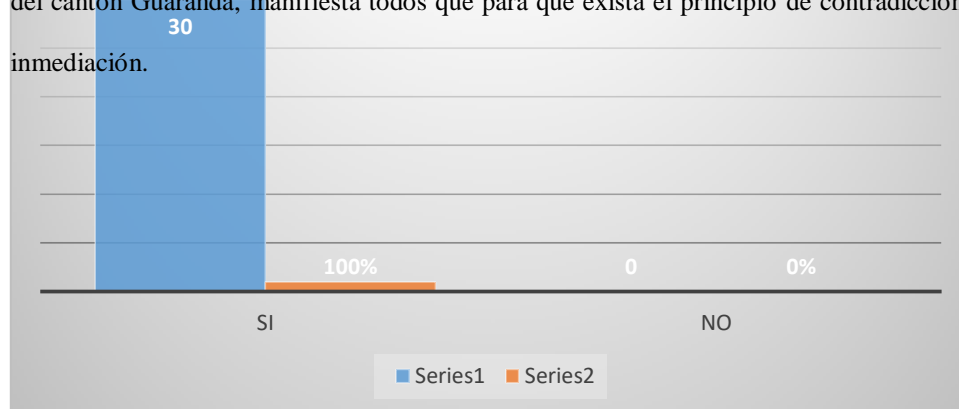 del cantón Guaranda, manifiesta todos que para que exista el principio de contradicción
30
inmediación.
100%
0
0%
SI
NO
Series1
Series2